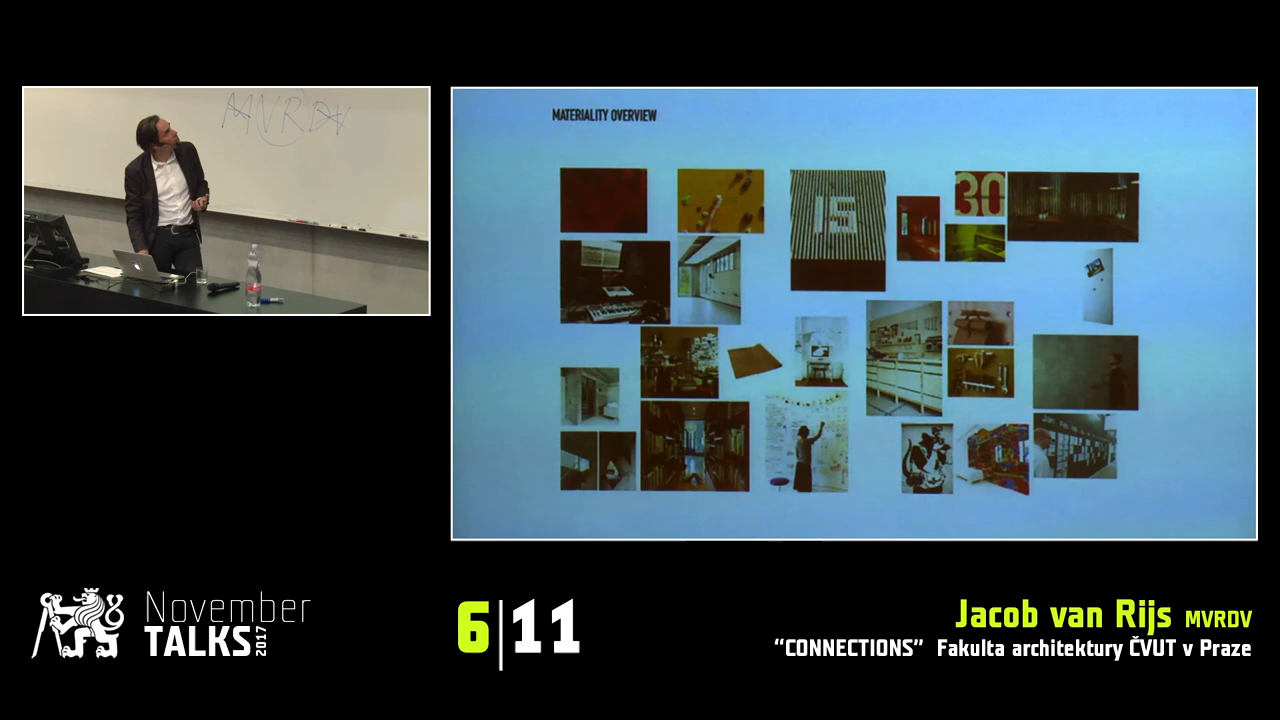 MVRDV
MATERIALITY OVERVIEW
15
30
November
TALKS 2017
6|11
Jacob van Rijs MVRDV
“CONNECTIONS” Fakulta architektury ČVUT v Praze